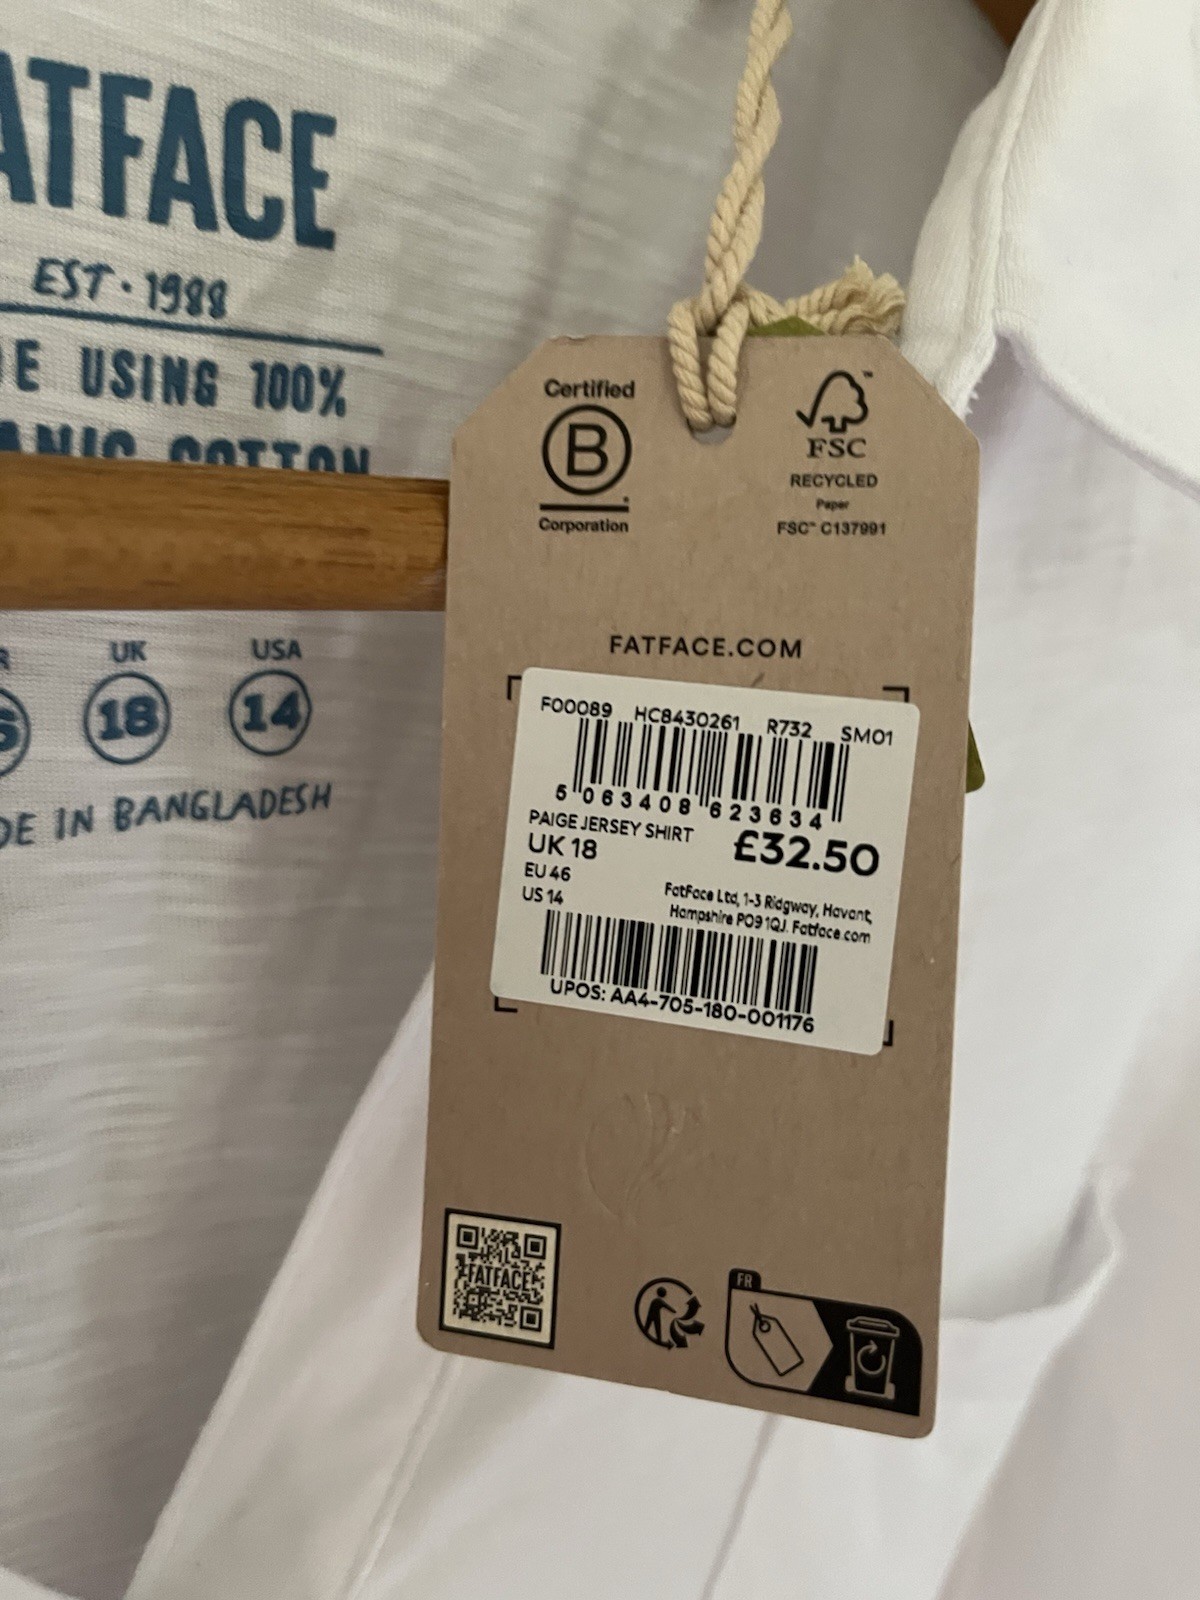 ATFACE
EST · 1988
DE USING 100%
ANIC COTTON
UK USA
18 14
DE IN BANGLADESH
Certified
B
Corporation
FSC™
RECYCLED
Paper
FSC™ C137991
FATFACE.COM
F00089 HC8430261 R732 SM01
5 063408 623634
PAIGE JERSEY SHIRT
£32.50
UK 18
EU 46
US 14
FatFace Ltd, 1-3 Ridgway, Havant,
Hampshire PO9 1QJ. Fatface.com
UPOS: AA4-705-180-001176
FATFACE
FR